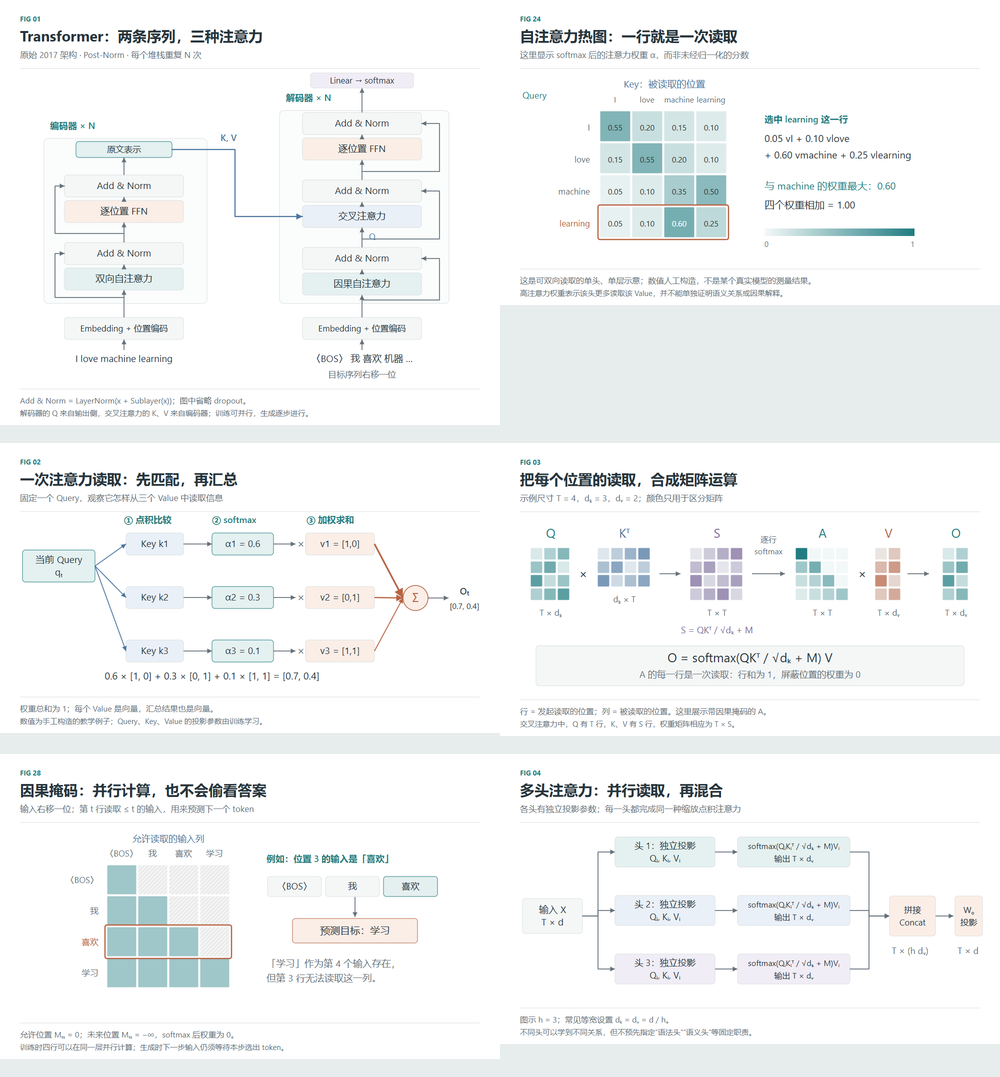 FIG 01
Transformer：两条序列，三种注意力
原始 2017 架构 · Post-Norm · 每个堆栈重复 N 次
Linear → softmax
解码器 × N
Add & Norm
逐位置 FFN
Add & Norm
交叉注意力
Q
Add & Norm
因果自注意力
Embedding + 位置编码
〈BOS〉 我 喜欢 机器 ...
目标序列右移一位
编码器 × N
K, V
原文表示
Add & Norm
逐位置 FFN
Add & Norm
双向自注意力
Embedding + 位置编码
I love machine learning
Add & Norm = LayerNorm(x + Sublayer(x))；图中省略 dropout。
解码器的 Q 来自输出侧，交叉注意力的 K、V 来自编码器；训练可并行，生成逐步进行。
FIG 24
自注意力热图：一行就是一次读取
这里显示 softmax 后的注意力权重 α，而非未经归一化的分数
Key：被读取的位置
Query
I love machine learning
I 0.55 0.20 0.15 0.10
love 0.15 0.55 0.20 0.10
machine 0.05 0.10 0.35 0.50
learning 0.05 0.10 0.60 0.25
选中 learning 这一行
0.05 vI + 0.10 vlove
+ 0.60 vmachine + 0.25 vlearning
与 machine 的权重最大：0.60
四个权重相加 = 1.00
0 1
这是可双向读取的单头、单层示意；数值人工构造，不是某个真实模型的测量结果。
高注意力权重表示该头更多读取该 Value，并不能单独证明语义关系或因果解释。
FIG 02
一次注意力读取：先匹配，再汇总
固定一个 Query，观察它怎样从三个 Value 中读取信息
① 点积比较 ② softmax ③ 加权求和
当前 Query
qₜ
Key k1 α1 = 0.6 × v1 = [1,0]
Key k2 α2 = 0.3 × v2 = [0,1]
Key k3 α3 = 0.1 × v3 = [1,1]
Σ
Oₜ
[0.7, 0.4]
0.6 × [1, 0] + 0.3 × [0, 1] + 0.1 × [1, 1] = [0.7, 0.4]
权重总和为 1；每个 Value 是向量，汇总结果也是向量。
数值为手工构造的教学例子；Query、Key、Value 的投影参数由训练学习。
FIG 03
把每个位置的读取，合成矩阵运算
示例尺寸 T = 4，dₖ = 3，dᵥ = 2；颜色只用于区分矩阵
Q Kᵀ S 逐行 softmax A V O
× ×
T × dₖ dₖ × T T × T T × T T × dᵥ T × dᵥ
S = QKᵀ / √dₖ + M
O = softmax(QKᵀ / √dₖ + M) V
A 的每一行是一次读取：行和为 1，屏蔽位置的权重为 0
行 = 发起读取的位置；列 = 被读取的位置。这里展示带因果掩码的 A。
交叉注意力中，Q 有 T 行，K、V 有 S 行，权重矩阵相应为 T × S。
FIG 28
因果掩码：并行计算，也不会偷看答案
输入右移一位；第 t 行读取 ≤ t 的输入，用来预测下一个 token
允许读取的输入列
〈BOS〉 我 喜欢 学习
〈BOS〉
我
喜欢
学习
例如：位置 3 的输入是「喜欢」
〈BOS〉 我 喜欢
预测目标：学习
「学习」作为第 4 个输入存在，
但第 3 行无法读取这一列。
允许位置 Mₜₛ = 0；未来位置 Mₜₛ = −∞，softmax 后权重为 0。
训练时四行可以在同一层并行计算；生成时下一步输入仍须等待本步选出 token。
FIG 04
多头注意力：并行读取，再混合
各头有独立投影参数；每一头都完成同一种缩放点积注意力
输入 X
T × d
头 1：独立投影
Qᵢ, Kᵢ, Vᵢ
softmax(QᵢKᵢᵀ / √dₖ + M)Vᵢ
输出 T × dᵥ
头 2：独立投影
Qᵢ, Kᵢ, Vᵢ
softmax(QᵢKᵢᵀ / √dₖ + M)Vᵢ
输出 T × dᵥ
头 3：独立投影
Qᵢ, Kᵢ, Vᵢ
softmax(QᵢKᵢᵀ / √dₖ + M)Vᵢ
输出 T × dᵥ
拼接
Concat
T × (h dᵥ)
Wₒ
投影
T × d
图示 h = 3；常见等宽设置 dₖ = dᵥ = d / h。
不同头可以学到不同关系，但不预先指定“语法头”“语义头”等固定职责。